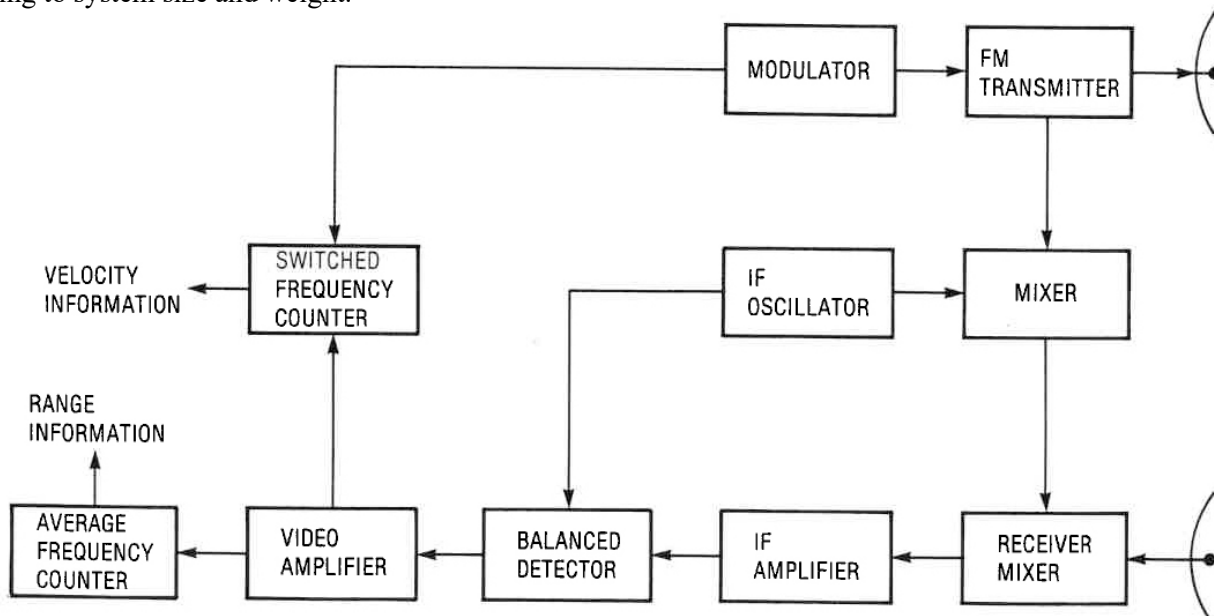 ing to system size and weight.
MODULATOR
FM
TRANSMITTER
SWITCHED
FREQUENCY
COUNTER
VELOCITY
INFORMATION
IF
OSCILLATOR
MIXER
RANGE
INFORMATION
AVERAGE
FREQUENCY
COUNTER
VIDEO
AMPLIFIER
BALANCED
DETECTOR
IF
AMPLIFIER
RECEIVER
MIXER